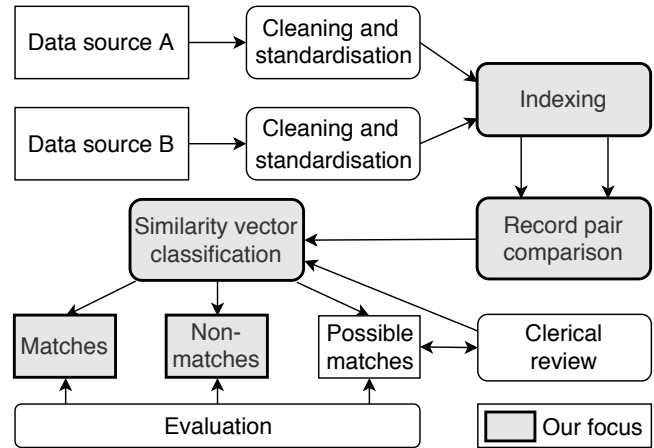 Data source A
Cleaning and
standardisation
Indexing
Data source B
Cleaning and
standardisation
Similarity vector
classification
Record pair
comparison
Matches
Non-
matches
Possible
matches
Clerical
review
Evaluation
Our focus